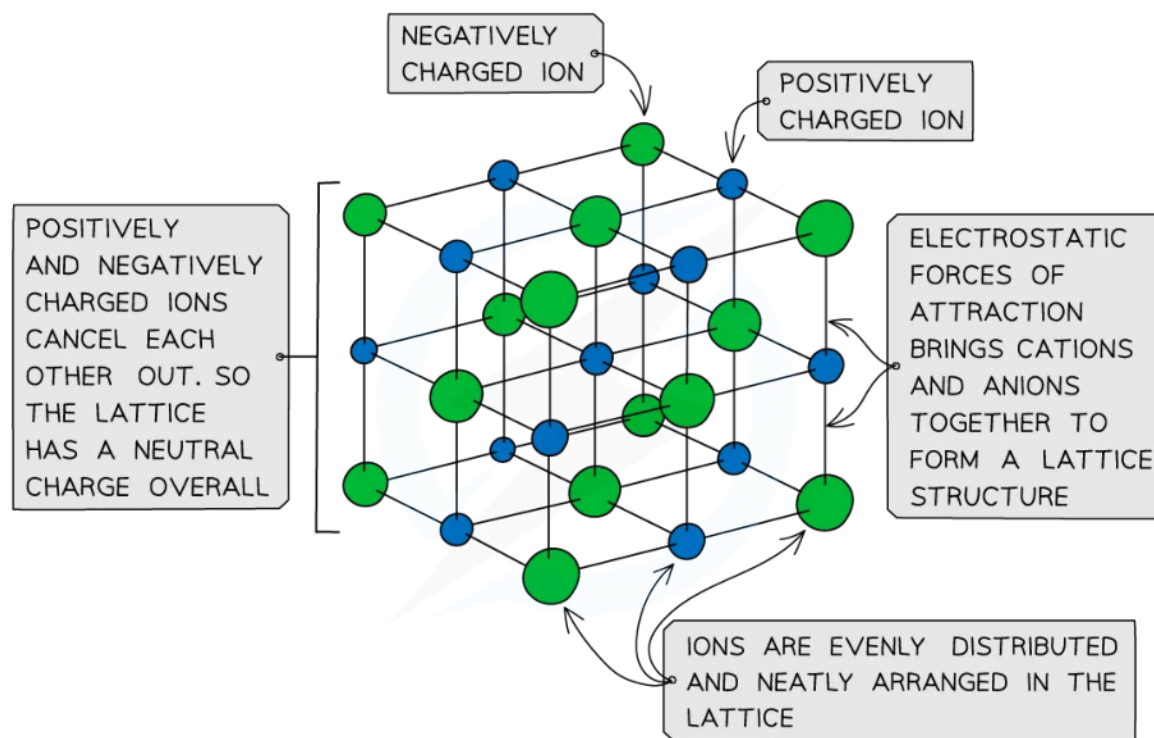 NEGATIVELY
CHARGED ION
POSITIVELY
CHARGED ION
POSITIVELY
AND NEGATIVELY
CHARGED IONS
CANCEL EACH
OTHER OUT. SO
THE LATTICE
HAS A NEUTRAL
CHARGE OVERALL
ELECTROSTATIC
FORCES OF
ATTRACTION
BRINGS CATIONS
AND ANIONS
TOGETHER TO
FORM A LATTICE
STRUCTURE
IONS ARE EVENLY DISTRIBUTED
AND NEATLY ARRANGED IN THE
LATTICE